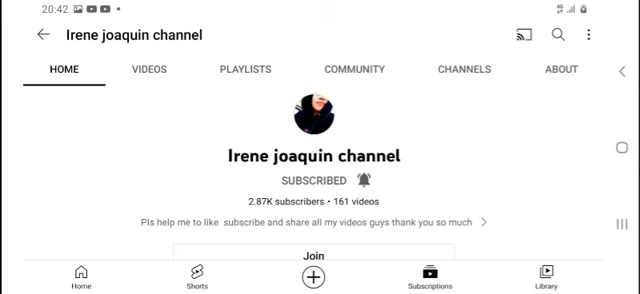 20:42
Irene joaquin channel
HOME VIDEOS PLAYLISTS COMMUNITY CHANNELS ABOUT
Irene joaquin channel
SUBSCRIBED
2.87K subscribers • 161 videos
Pls help me to like subscribe and share all my videos guys thank you so much
Join
Home Shorts Subscriptions Library